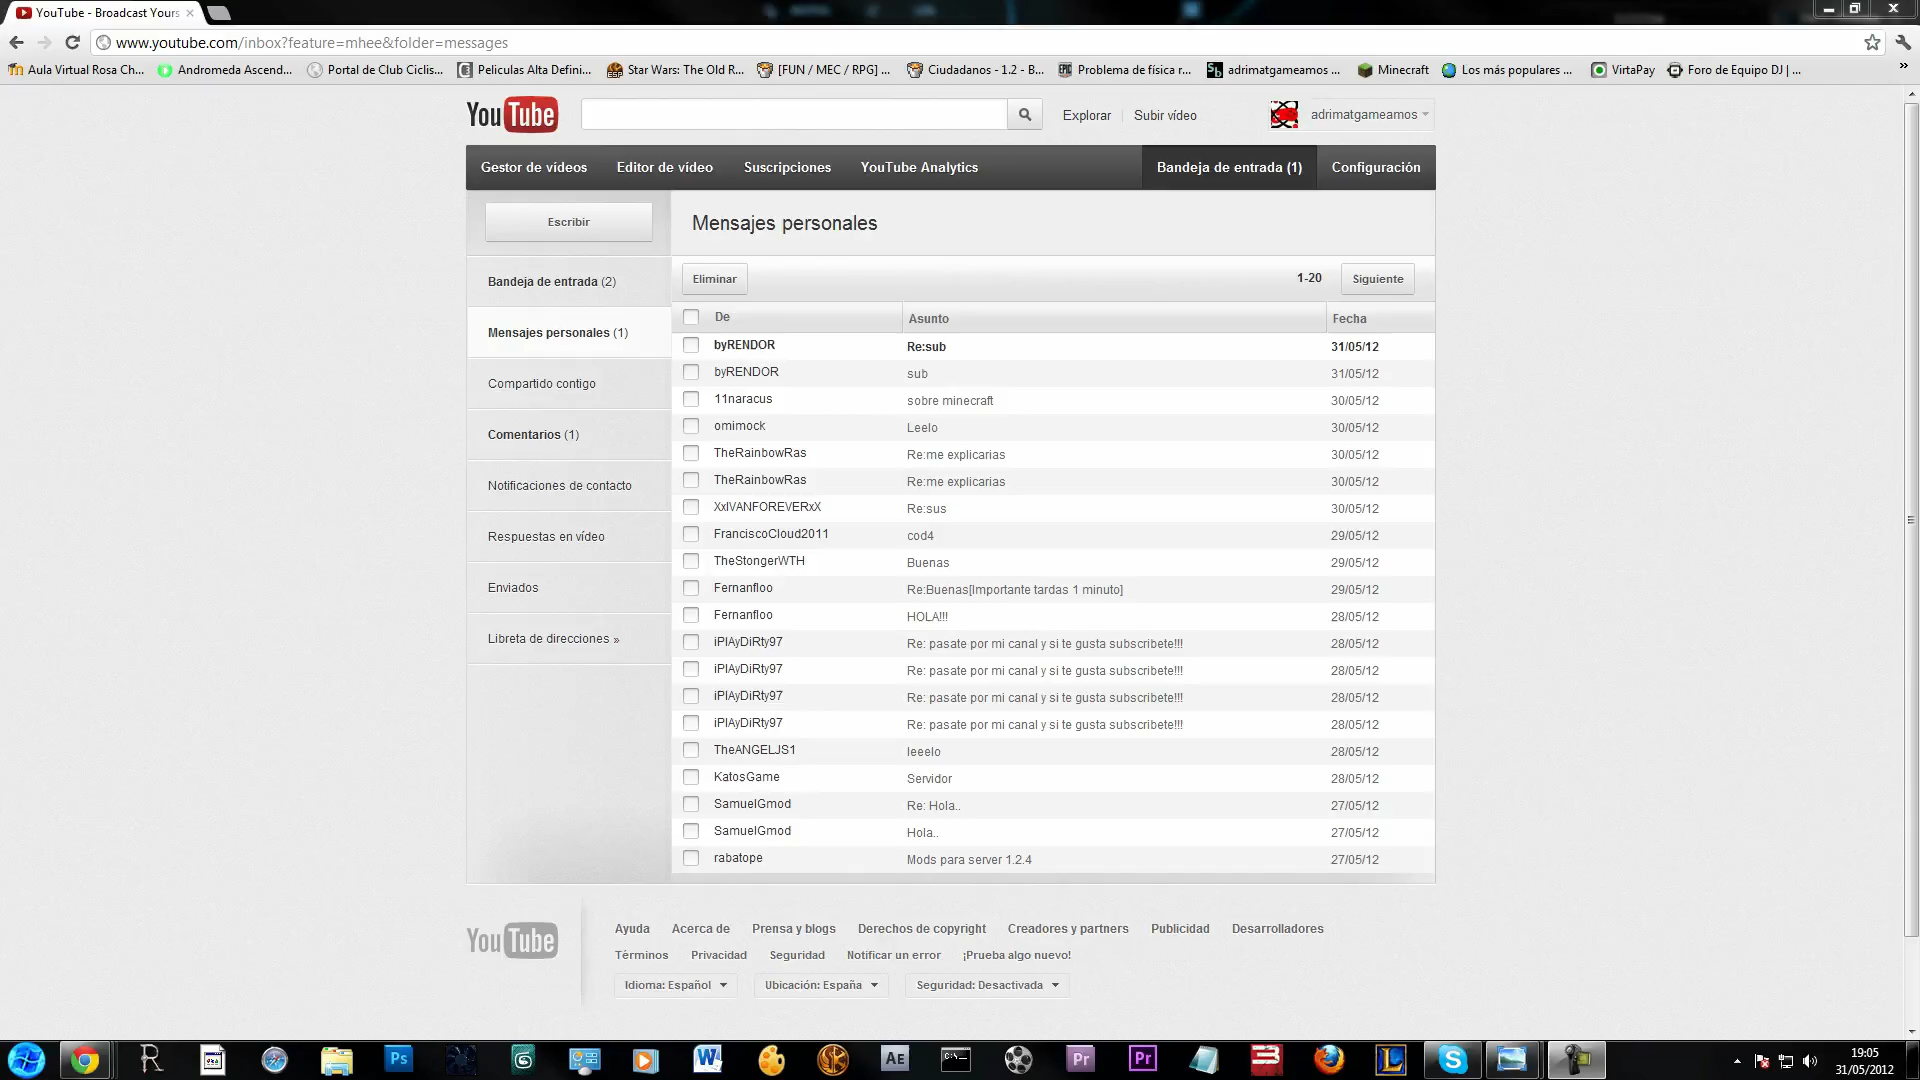 YouTube - Broadcast Yours
www.youtube.com/inbox?feature=mhee&folder=messages
Aula Virtual Rosa Ch... Andromeda Ascend... Portal de Club Ciclis... Peliculas Alta Defini... Star Wars: The Old R... [FUN / MEC / RPG] ... Ciudadanos - 1.2 - B... Problema de física r... adrimatgameamos ... Minecraft Los más populares ... VirtaPay Foro de Equipo DJ | ... »
YouTube Explorar Subir vídeo adrimatgameamos
Gestor de vídeos Editor de vídeo Suscripciones YouTube Analytics Bandeja de entrada (1) Configuración
Escribir
Mensajes personales
Bandeja de entrada (2)
Mensajes personales (1)
Compartido contigo
Comentarios (1)
Notificaciones de contacto
Respuestas en vídeo
Enviados
Libreta de direcciones »
Eliminar 1-20 Siguiente
De Asunto Fecha
byRENDOR Re:sub 31/05/12
byRENDOR sub 31/05/12
11naracus sobre minecraft 30/05/12
omimock Leelo 30/05/12
TheRainbowRas Re:me explicarias 30/05/12
TheRainbowRas Re:me explicarias 30/05/12
XxIVANFOREVERxX Re:sus 30/05/12
FranciscoCloud2011 cod4 29/05/12
TheStongerWTH Buenas 29/05/12
Fernanfloo Re:Buenas[Importante tardas 1 minuto] 29/05/12
Fernanfloo HOLA!!! 28/05/12
iPlAyDiRty97 Re: pasate por mi canal y si te gusta subscribete!!! 28/05/12
iPlAyDiRty97 Re: pasate por mi canal y si te gusta subscribete!!! 28/05/12
iPlAyDiRty97 Re: pasate por mi canal y si te gusta subscribete!!! 28/05/12
iPlAyDiRty97 Re: pasate por mi canal y si te gusta subscribete!!! 28/05/12
TheANGELJS1 leeelo 28/05/12
KatosGame Servidor 28/05/12
SamuelGmod Re: Hola.. 27/05/12
SamuelGmod Hola.. 27/05/12
rabatope Mods para server 1.2.4 27/05/12
YouTube
Ayuda Acerca de Prensa y blogs Derechos de copyright Creadores y partners Publicidad Desarrolladores
Términos Privacidad Seguridad Notificar un error ¡Prueba algo nuevo!
Idioma: Español Ubicación: España Seguridad: Desactivada
Ps W AE Pr Pr L S
19:05
31/05/2012